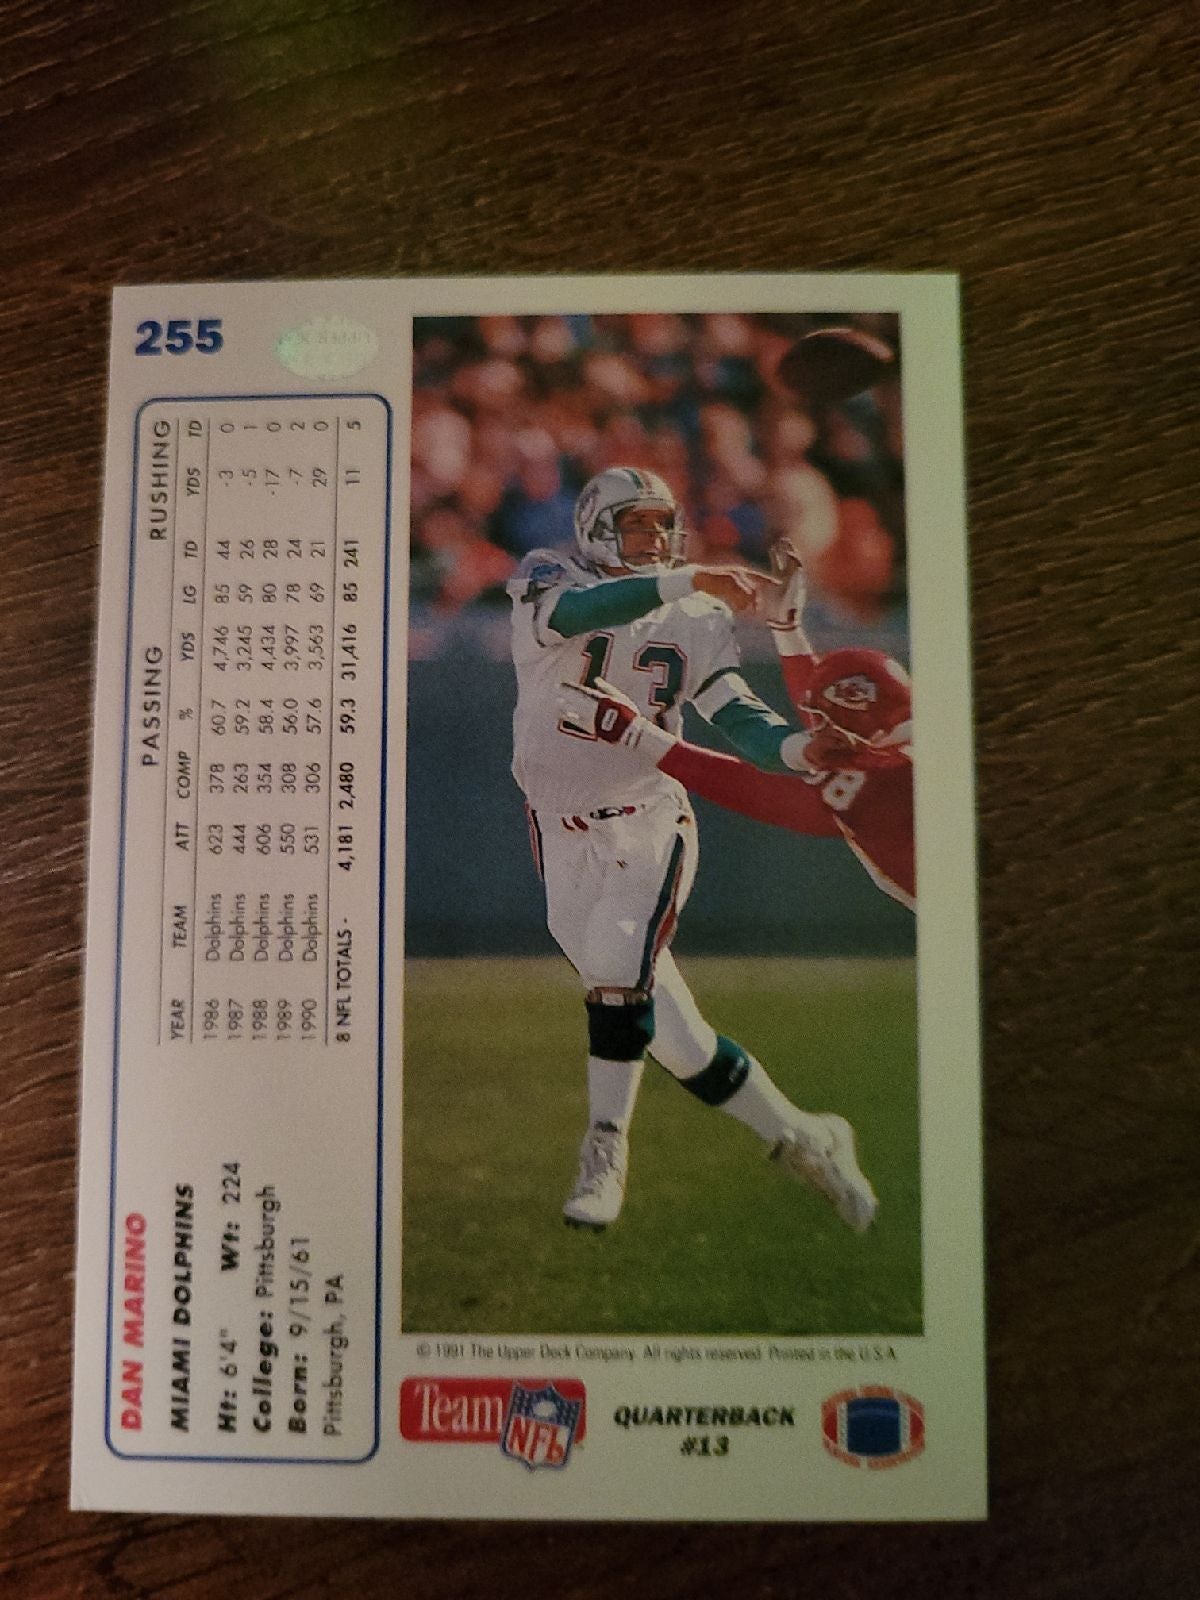 255
DAN MARINO
MIAMI DOLPHINS
Ht: 6'4" Wt: 224
College: Pittsburgh
Born: 9/15/61
Pittsburgh, PA
PASSING RUSHING
YEAR TEAM ATT COMP % YDS LG TD YDS TD
1986 Dolphins 623 378 60.7 4,746 85 44 -3 0
1987 Dolphins 444 263 59.2 3,245 59 26 -5 1
1988 Dolphins 606 354 58.4 4,434 80 28 -17 0
1989 Dolphins 550 308 56.0 3,997 78 24 -7 2
1990 Dolphins 531 306 57.6 3,563 69 21 29 0
8 NFL TOTALS - 4,181 2,480 59.3 31,416 85 241 11 5
13
© 1991 The Upper Deck Company. All rights reserved. Printed in the U.S.A.
Team NFL
QUARTERBACK
#13